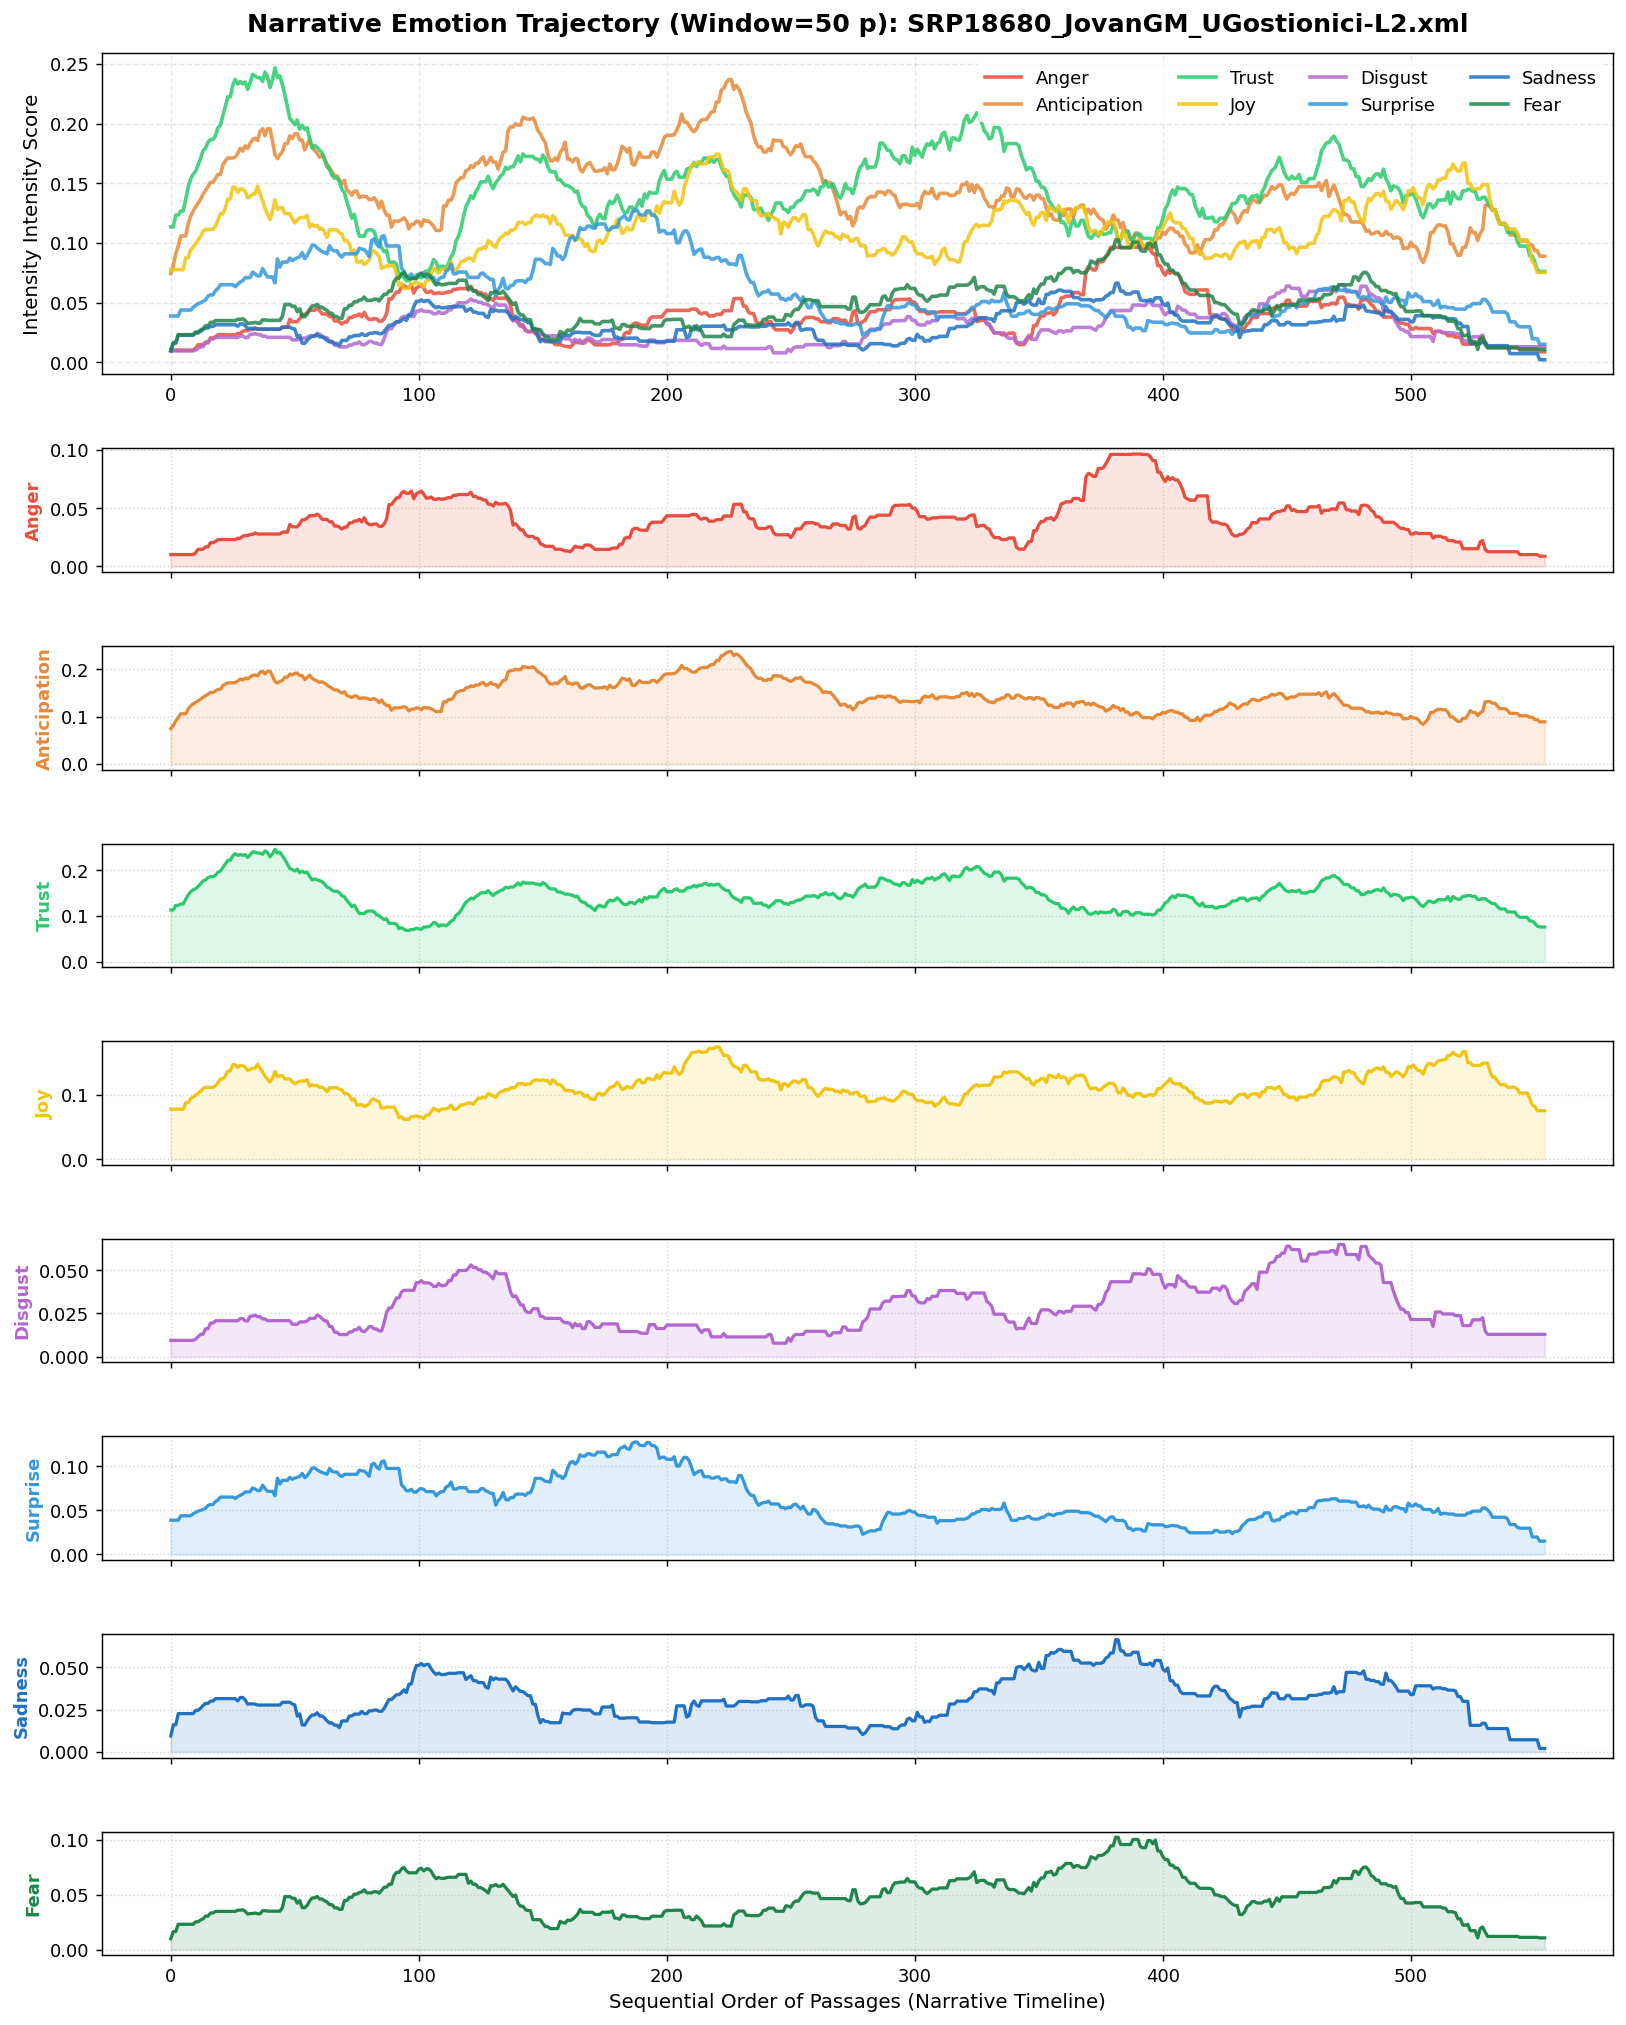 Narrative Emotion Trajectory (Window=50 p): SRP18680_JovanGM_UGostionici-L2.xml
Intensity Intensity Score
0.25
0.20
0.15
0.10
0.05
0.00
Anger Trust Disgust Sadness
Anticipation Joy Surprise Fear
0 100 200 300 400 500
Anger
0.10
0.05
0.00
Anticipation
0.2
0.1
0.0
Trust
0.2
0.1
0.0
Joy
0.1
0.0
Disgust
0.050
0.025
0.000
Surprise
0.10
0.05
0.00
Sadness
0.050
0.025
0.000
Fear
0.10
0.05
0.00
0 100 200 300 400 500
Sequential Order of Passages (Narrative Timeline)